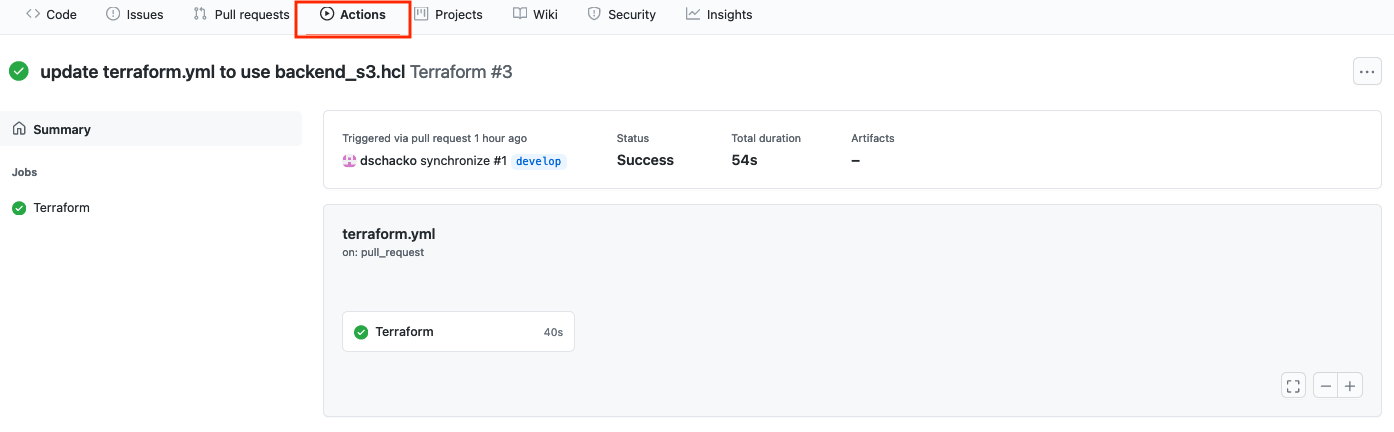 Code Issues Pull requests Actions Projects Wiki Security Insights
update terraform.yml to use backend_s3.hcl Terraform #3
...
Summary
Jobs
Terraform
Triggered via pull request 1 hour ago
dschacko synchronize #1 develop
Status
Success
Total duration
54s
Artifacts
–
terraform.yml
on: pull_request
Terraform 40s